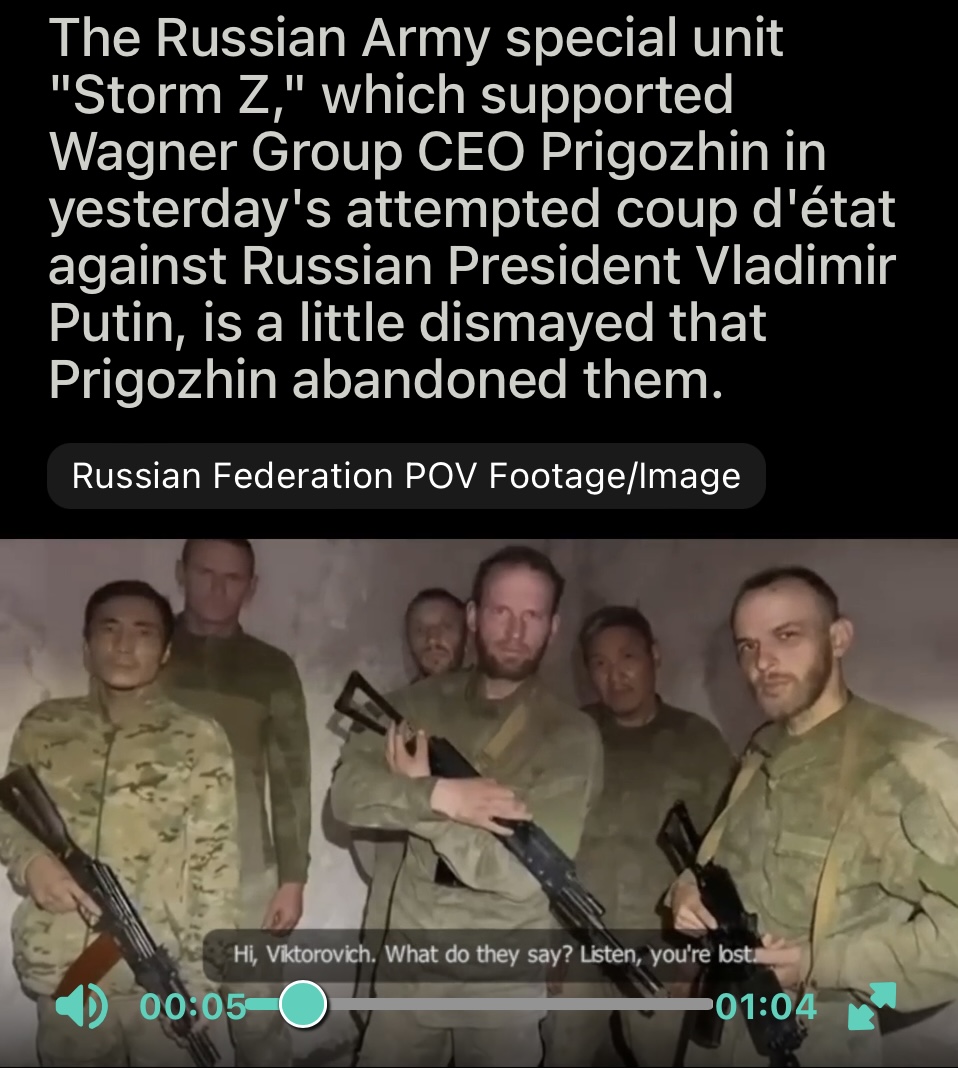 The Russian Army special unit
"Storm Z," which supported
Wagner Group CEO Prigozhin in
yesterday's attempted coup d'état
against Russian President Vladimir
Putin, is a little dismayed that
Prigozhin abandoned them.
Russian Federation POV Footage/Image
Hi, Viktorovich. What do they say? Listen, you're lost.
00:05 01:04